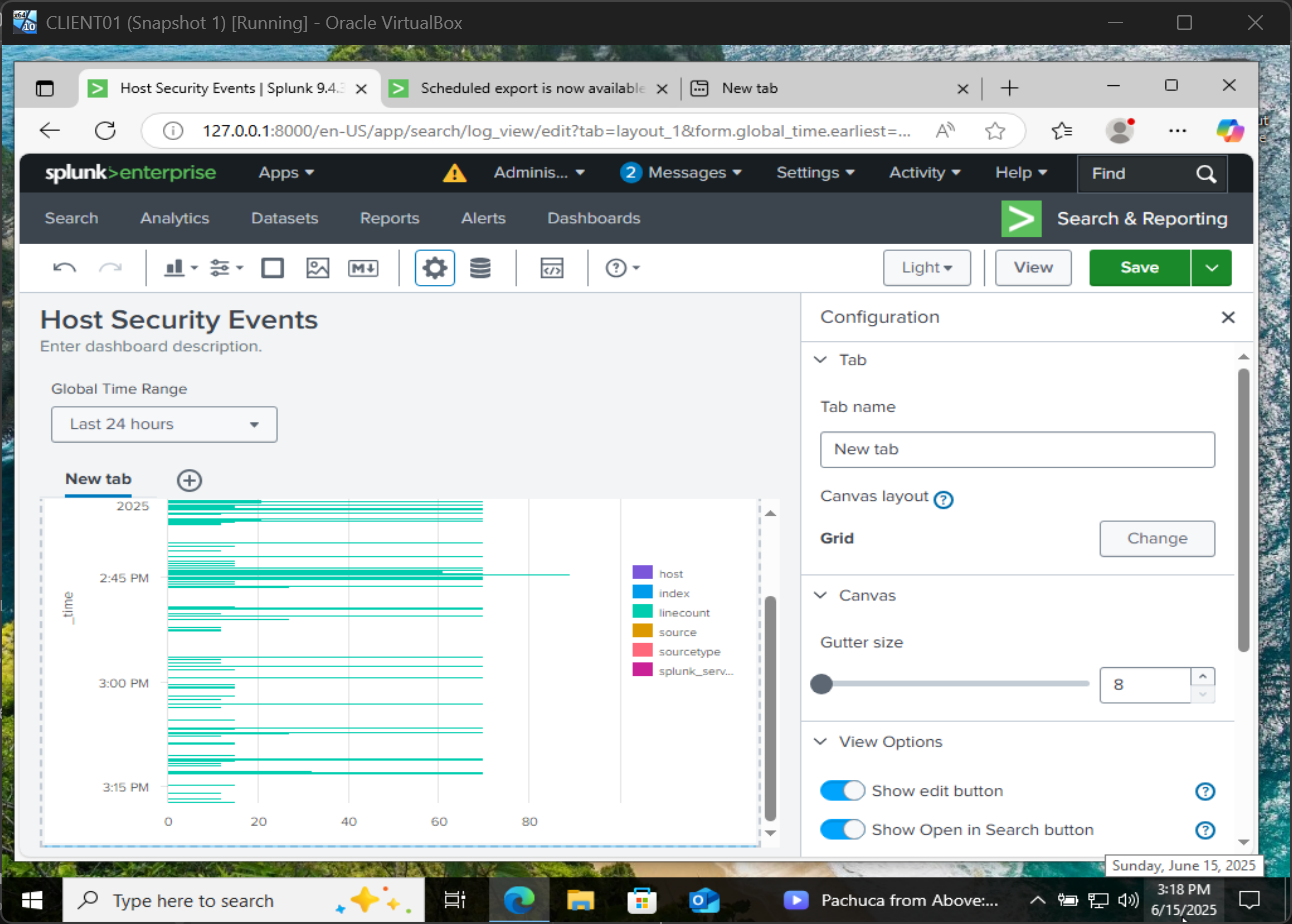 CLIENT01 (Snapshot 1) [Running] - Oracle VirtualBox
Host Security Events | Splunk 9.4.3
Scheduled export is now available
New tab
127.0.0.1:8000/en-US/app/search/log_view/edit?tab=layout_1&form.global_time.earliest=...
splunk>enterprise Apps Adminis... 2 Messages Settings Activity Help Find
Search Analytics Datasets Reports Alerts Dashboards Search & Reporting
Light View Save
Host Security Events
Enter dashboard description.
Global Time Range
Last 24 hours
New tab
2025
2:45 PM
3:00 PM
3:15 PM
_time
0 20 40 60 80
host
index
linecount
source
sourcetype
splunk_serv...
Configuration
Tab
Tab name
New tab
Canvas layout
Grid Change
Canvas
Gutter size
8
View Options
Show edit button
Show Open in Search button
Sunday, June 15, 2025
Type here to search
Pachuca from Above:...
3:18 PM
6/15/2025